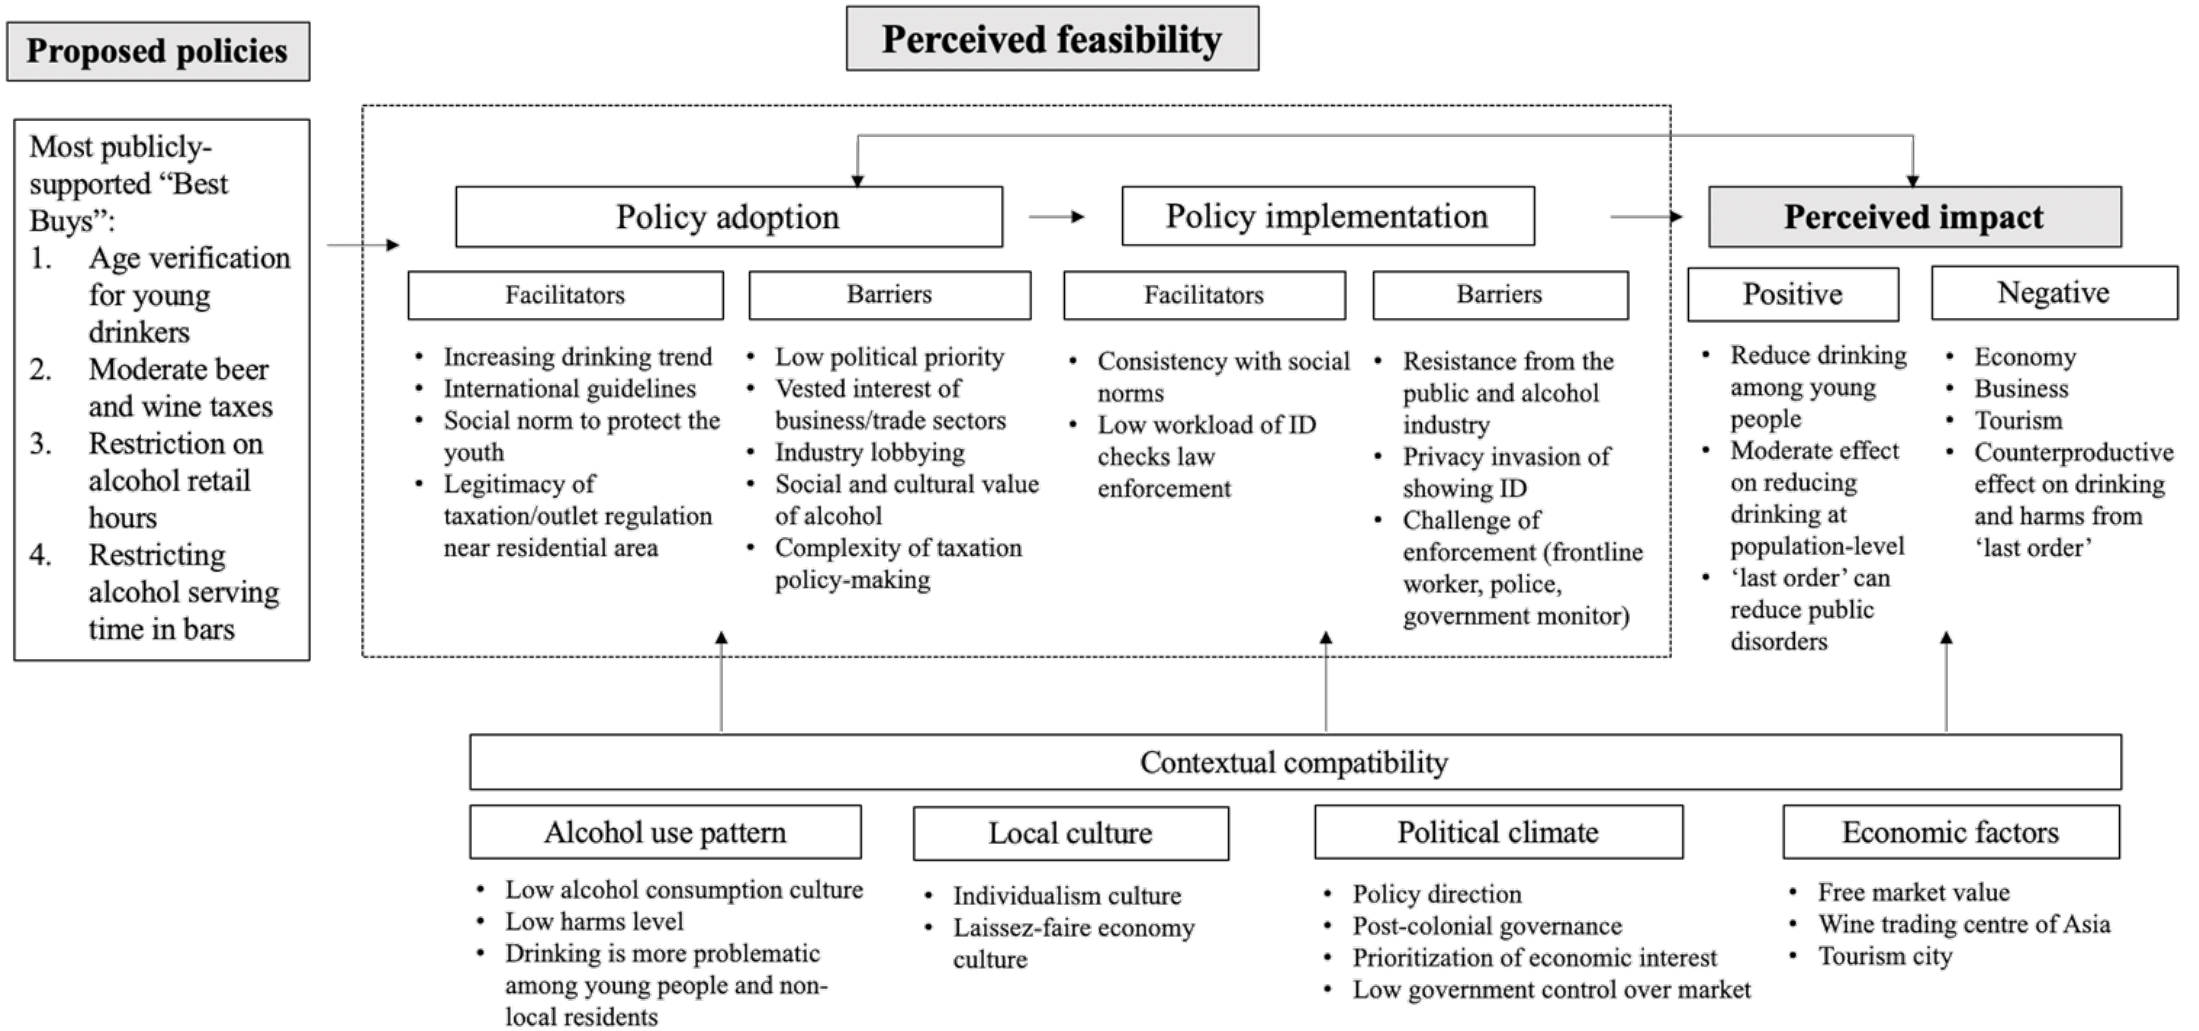 Proposed policies
Most publicly-
supported “Best
Buys”:
1. Age verification
for young
drinkers
2. Moderate beer
and wine taxes
3. Restriction on
alcohol retail
hours
4. Restricting
alcohol serving
time in bars
Perceived feasibility
Policy adoption
Facilitators
• Increasing drinking trend
• International guidelines
• Social norm to protect the
youth
• Legitimacy of
taxation/outlet regulation
near residential area
Barriers
• Low political priority
• Vested interest of
business/trade sectors
• Industry lobbying
• Social and cultural value
of alcohol
• Complexity of taxation
policy-making
Policy implementation
Facilitators
• Consistency with social
norms
• Low workload of ID
checks law
enforcement
Barriers
• Resistance from the
public and alcohol
industry
• Privacy invasion of
showing ID
• Challenge of
enforcement (frontline
worker, police,
government monitor)
Perceived impact
Positive
• Reduce drinking
among young
people
• Moderate effect
on reducing
drinking at
population-level
• ‘last order’ can
reduce public
disorders
Negative
• Economy
• Business
• Tourism
• Counterproductive
effect on drinking
and harms from
‘last order’
Contextual compatibility
Alcohol use pattern
• Low alcohol consumption culture
• Low harms level
• Drinking is more problematic
among young people and non-
local residents
Local culture
• Individualism culture
• Laissez-faire economy
culture
Political climate
• Policy direction
• Post-colonial governance
• Prioritization of economic interest
• Low government control over market
Economic factors
• Free market value
• Wine trading centre of Asia
• Tourism city